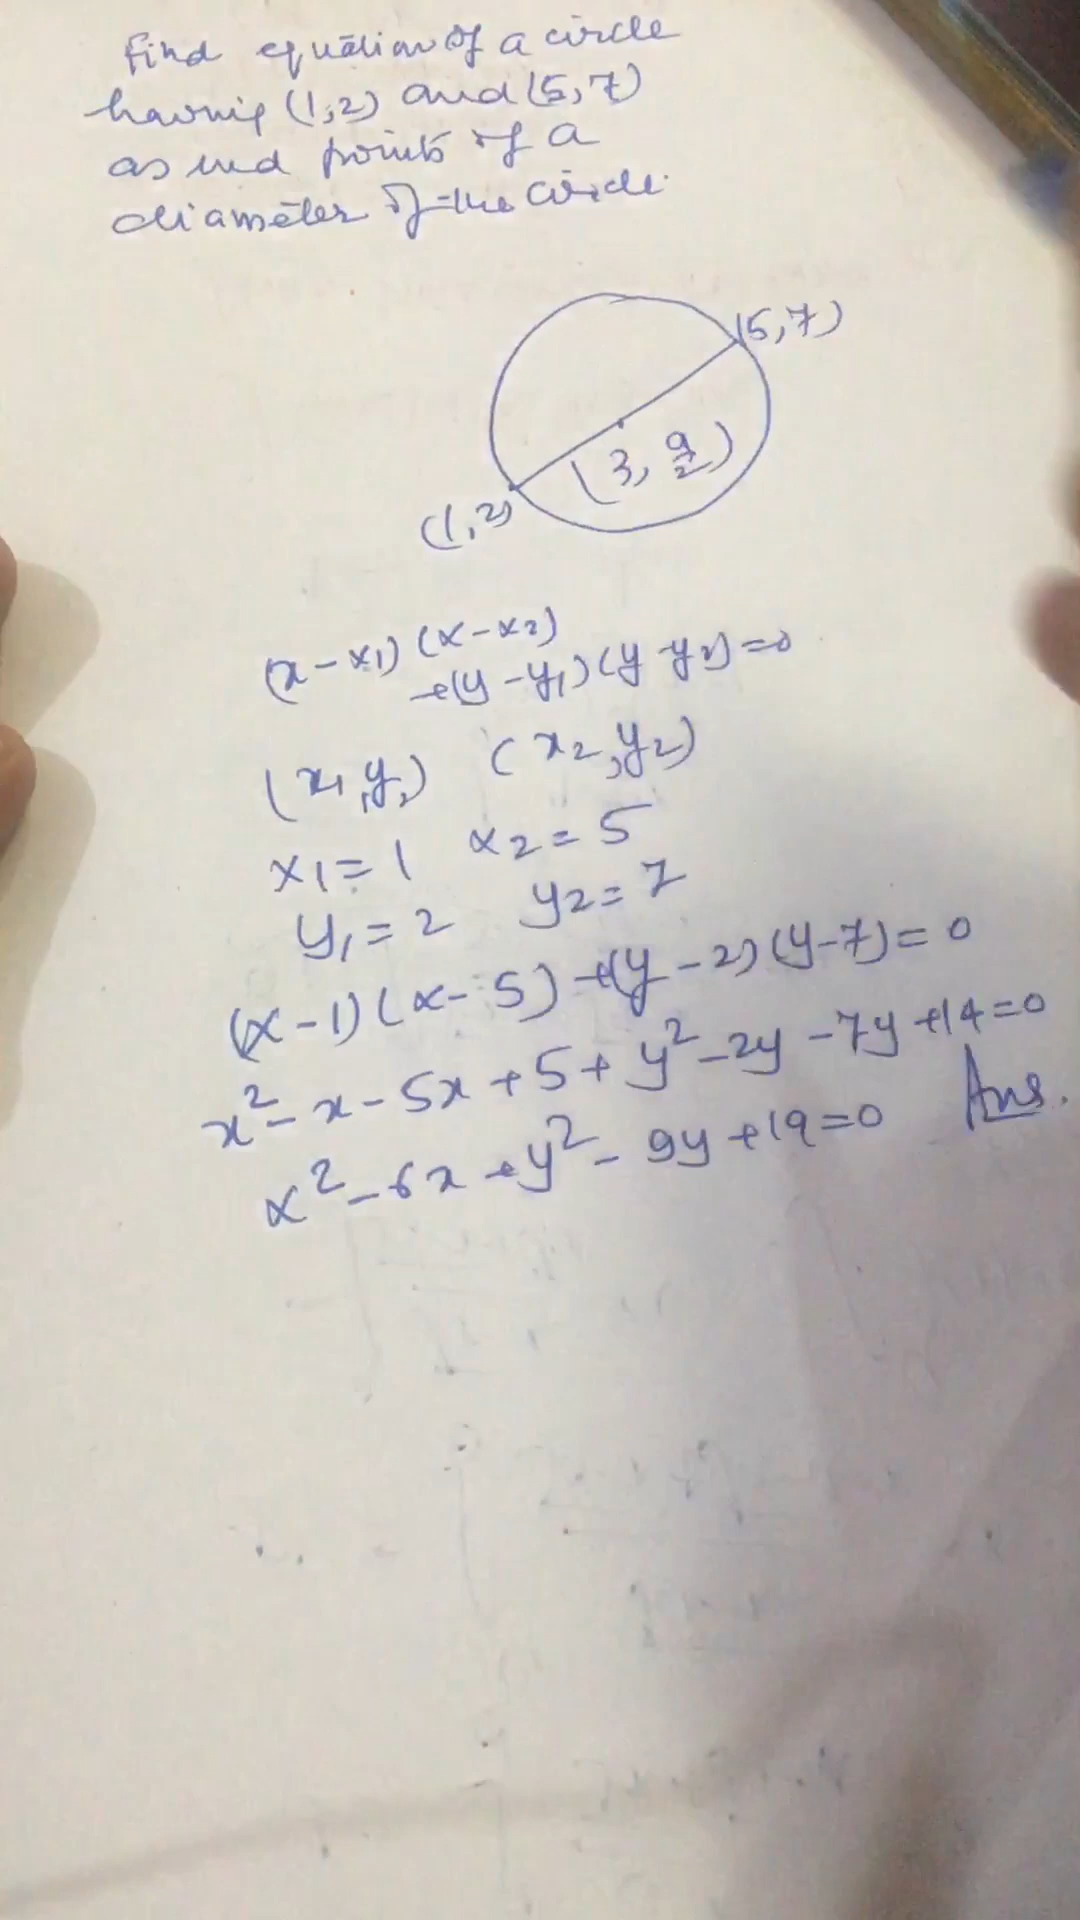 Find equation of a circle
having (1,2) and (5,7)
as end points of a
diameter of the circle.
(5,7)
(3, 9/2)
(1,2)
(x-x1) (x-x2)
+(y-y1)(y-y2)=0
(x1,y1) (x2,y2)
x1=1 x2=5
y1=2 y2=7
(x-1)(x-5)+(y-2)(y-7)=0
x²-x-5x+5+y²-2y-7y+14=0
x²-6x+y²-9y+19=0 Ans.